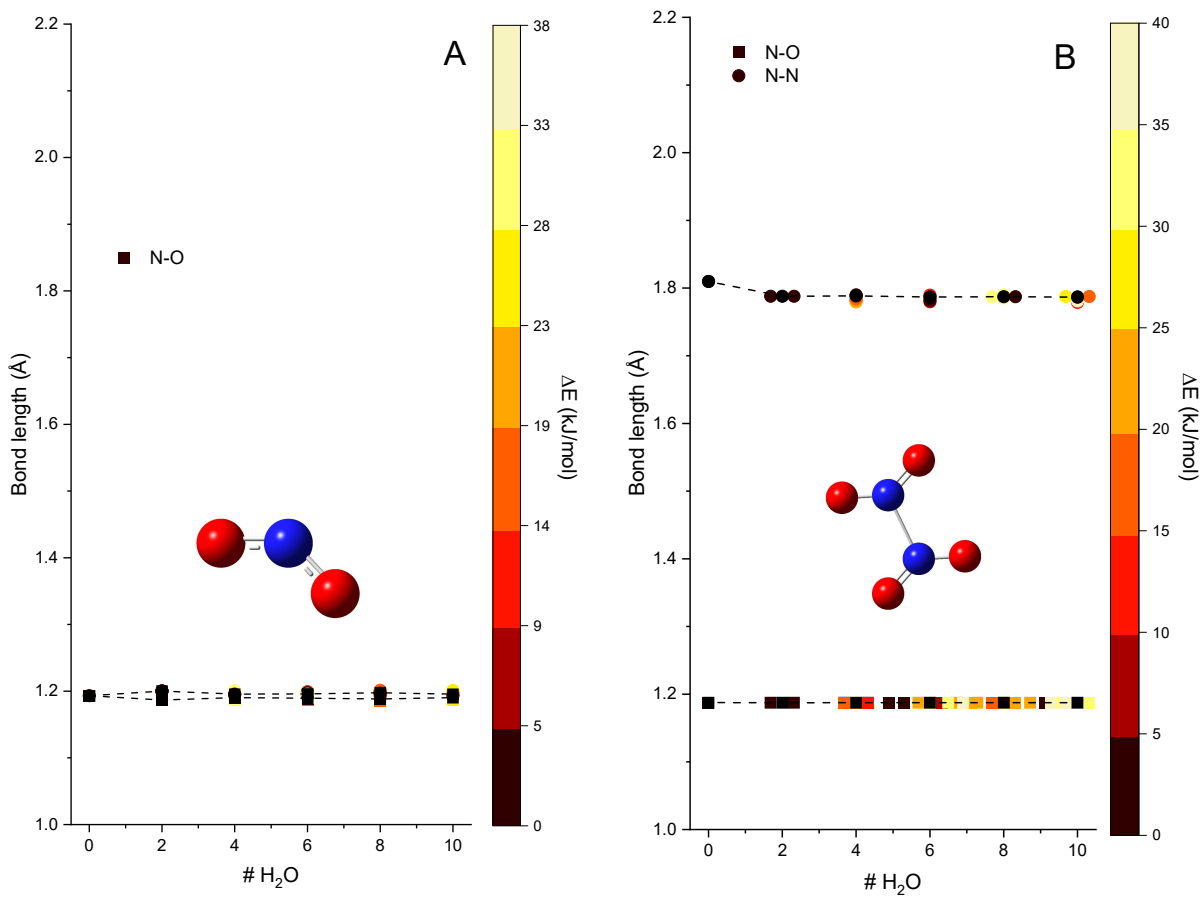 A
2.2
2.0
1.8
1.6
1.4
1.2
1.0
Bond length (Å)
N-O
0 2 4 6 8 10
# H₂O
38
33
28
23
19
14
9
5
0
ΔE (kJ/mol)
B
N-O
N-N
2.2
2.0
1.8
1.6
1.4
1.2
1.0
Bond length (Å)
0 2 4 6 8 10
# H₂O
40
35
30
25
20
15
10
5
0
ΔE (kJ/mol)